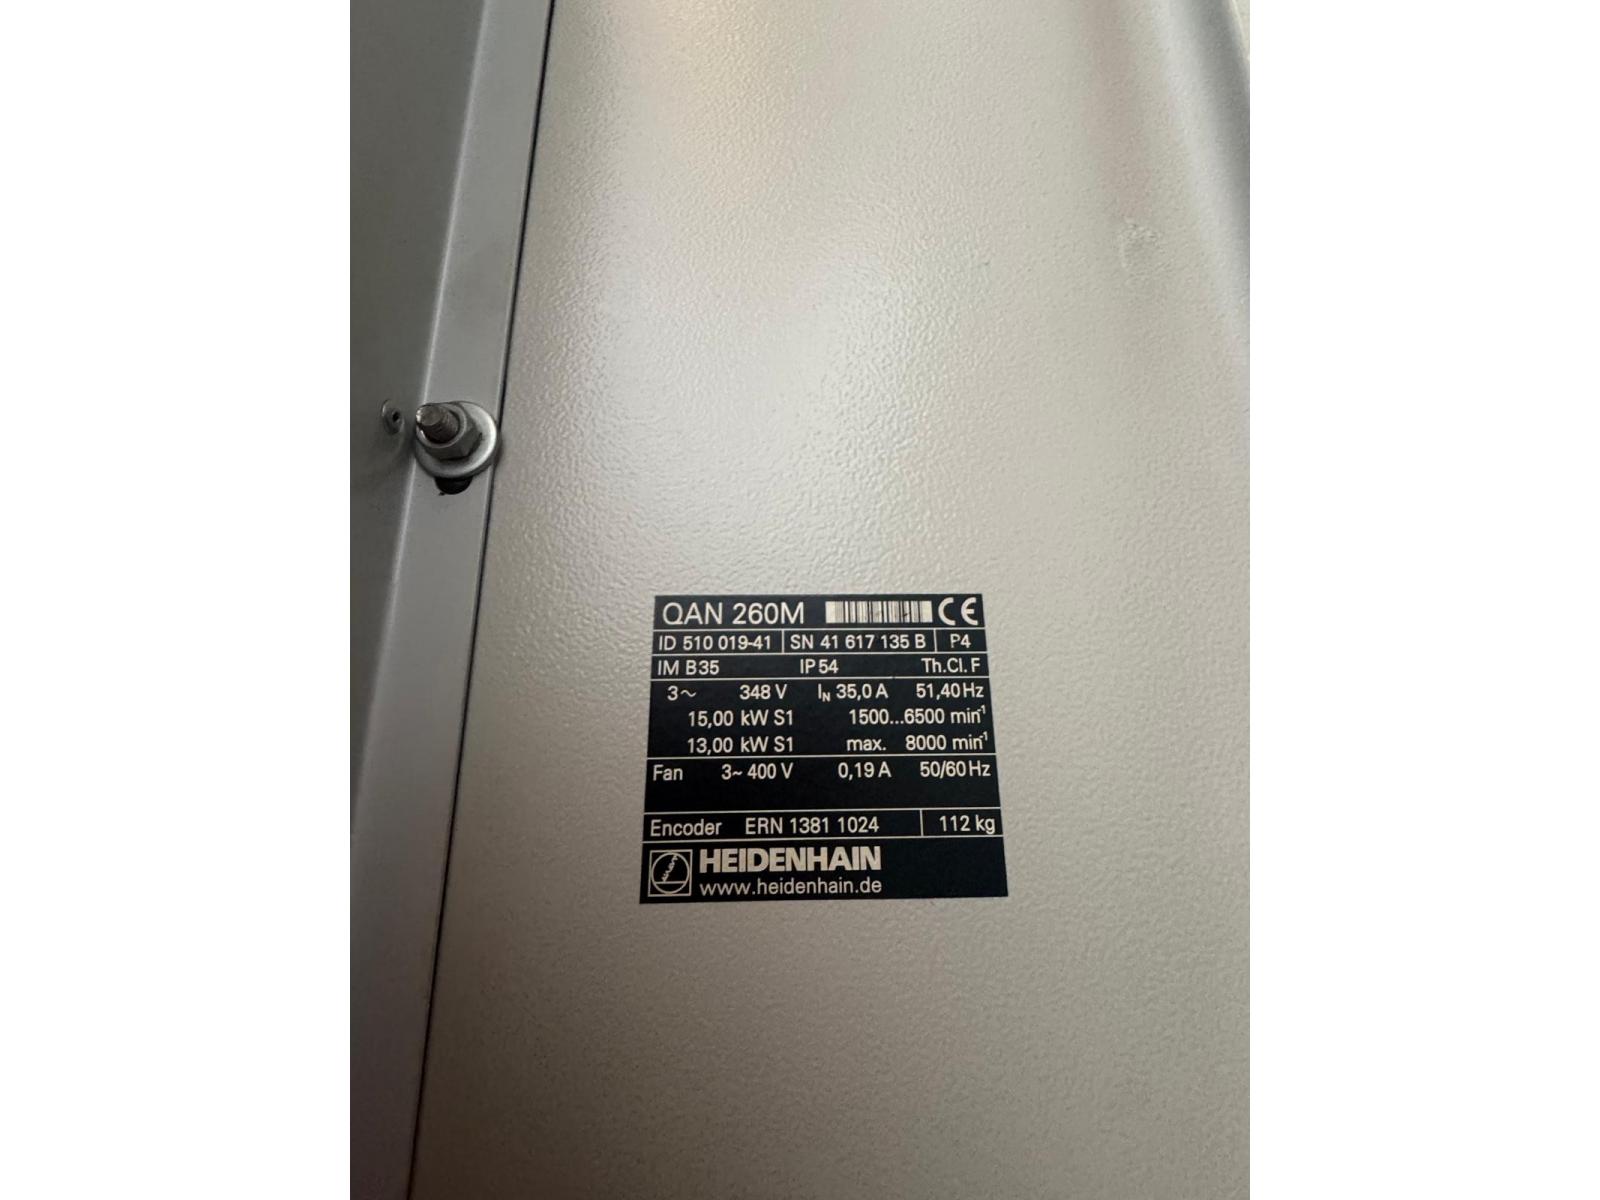 QAN 260M CE
ID 510 019-41 SN 41 617 135 B P4
IM B35 IP 54 Th.Cl. F
3~ 348 V IN 35,0 A 51,40 Hz
15,00 kW S1 1500...6500 min-1
13,00 kW S1 max. 8000 min-1
Fan 3~ 400 V 0,19 A 50/60 Hz
Encoder ERN 1381 1024 112 kg
HEIDENHAIN
www.heidenhain.de